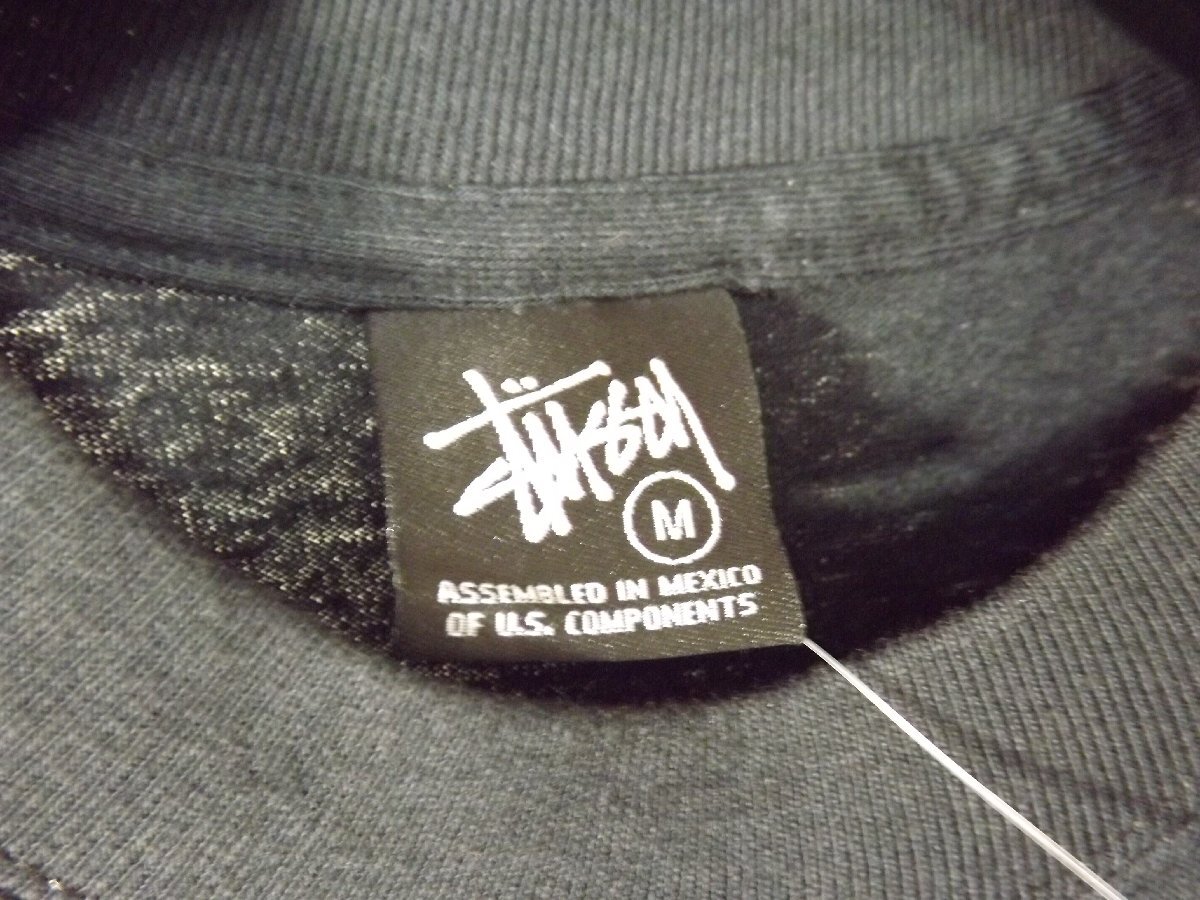 Stüssy
M
ASSEMBLED IN MEXICO
OF U.S. COMPONENTS